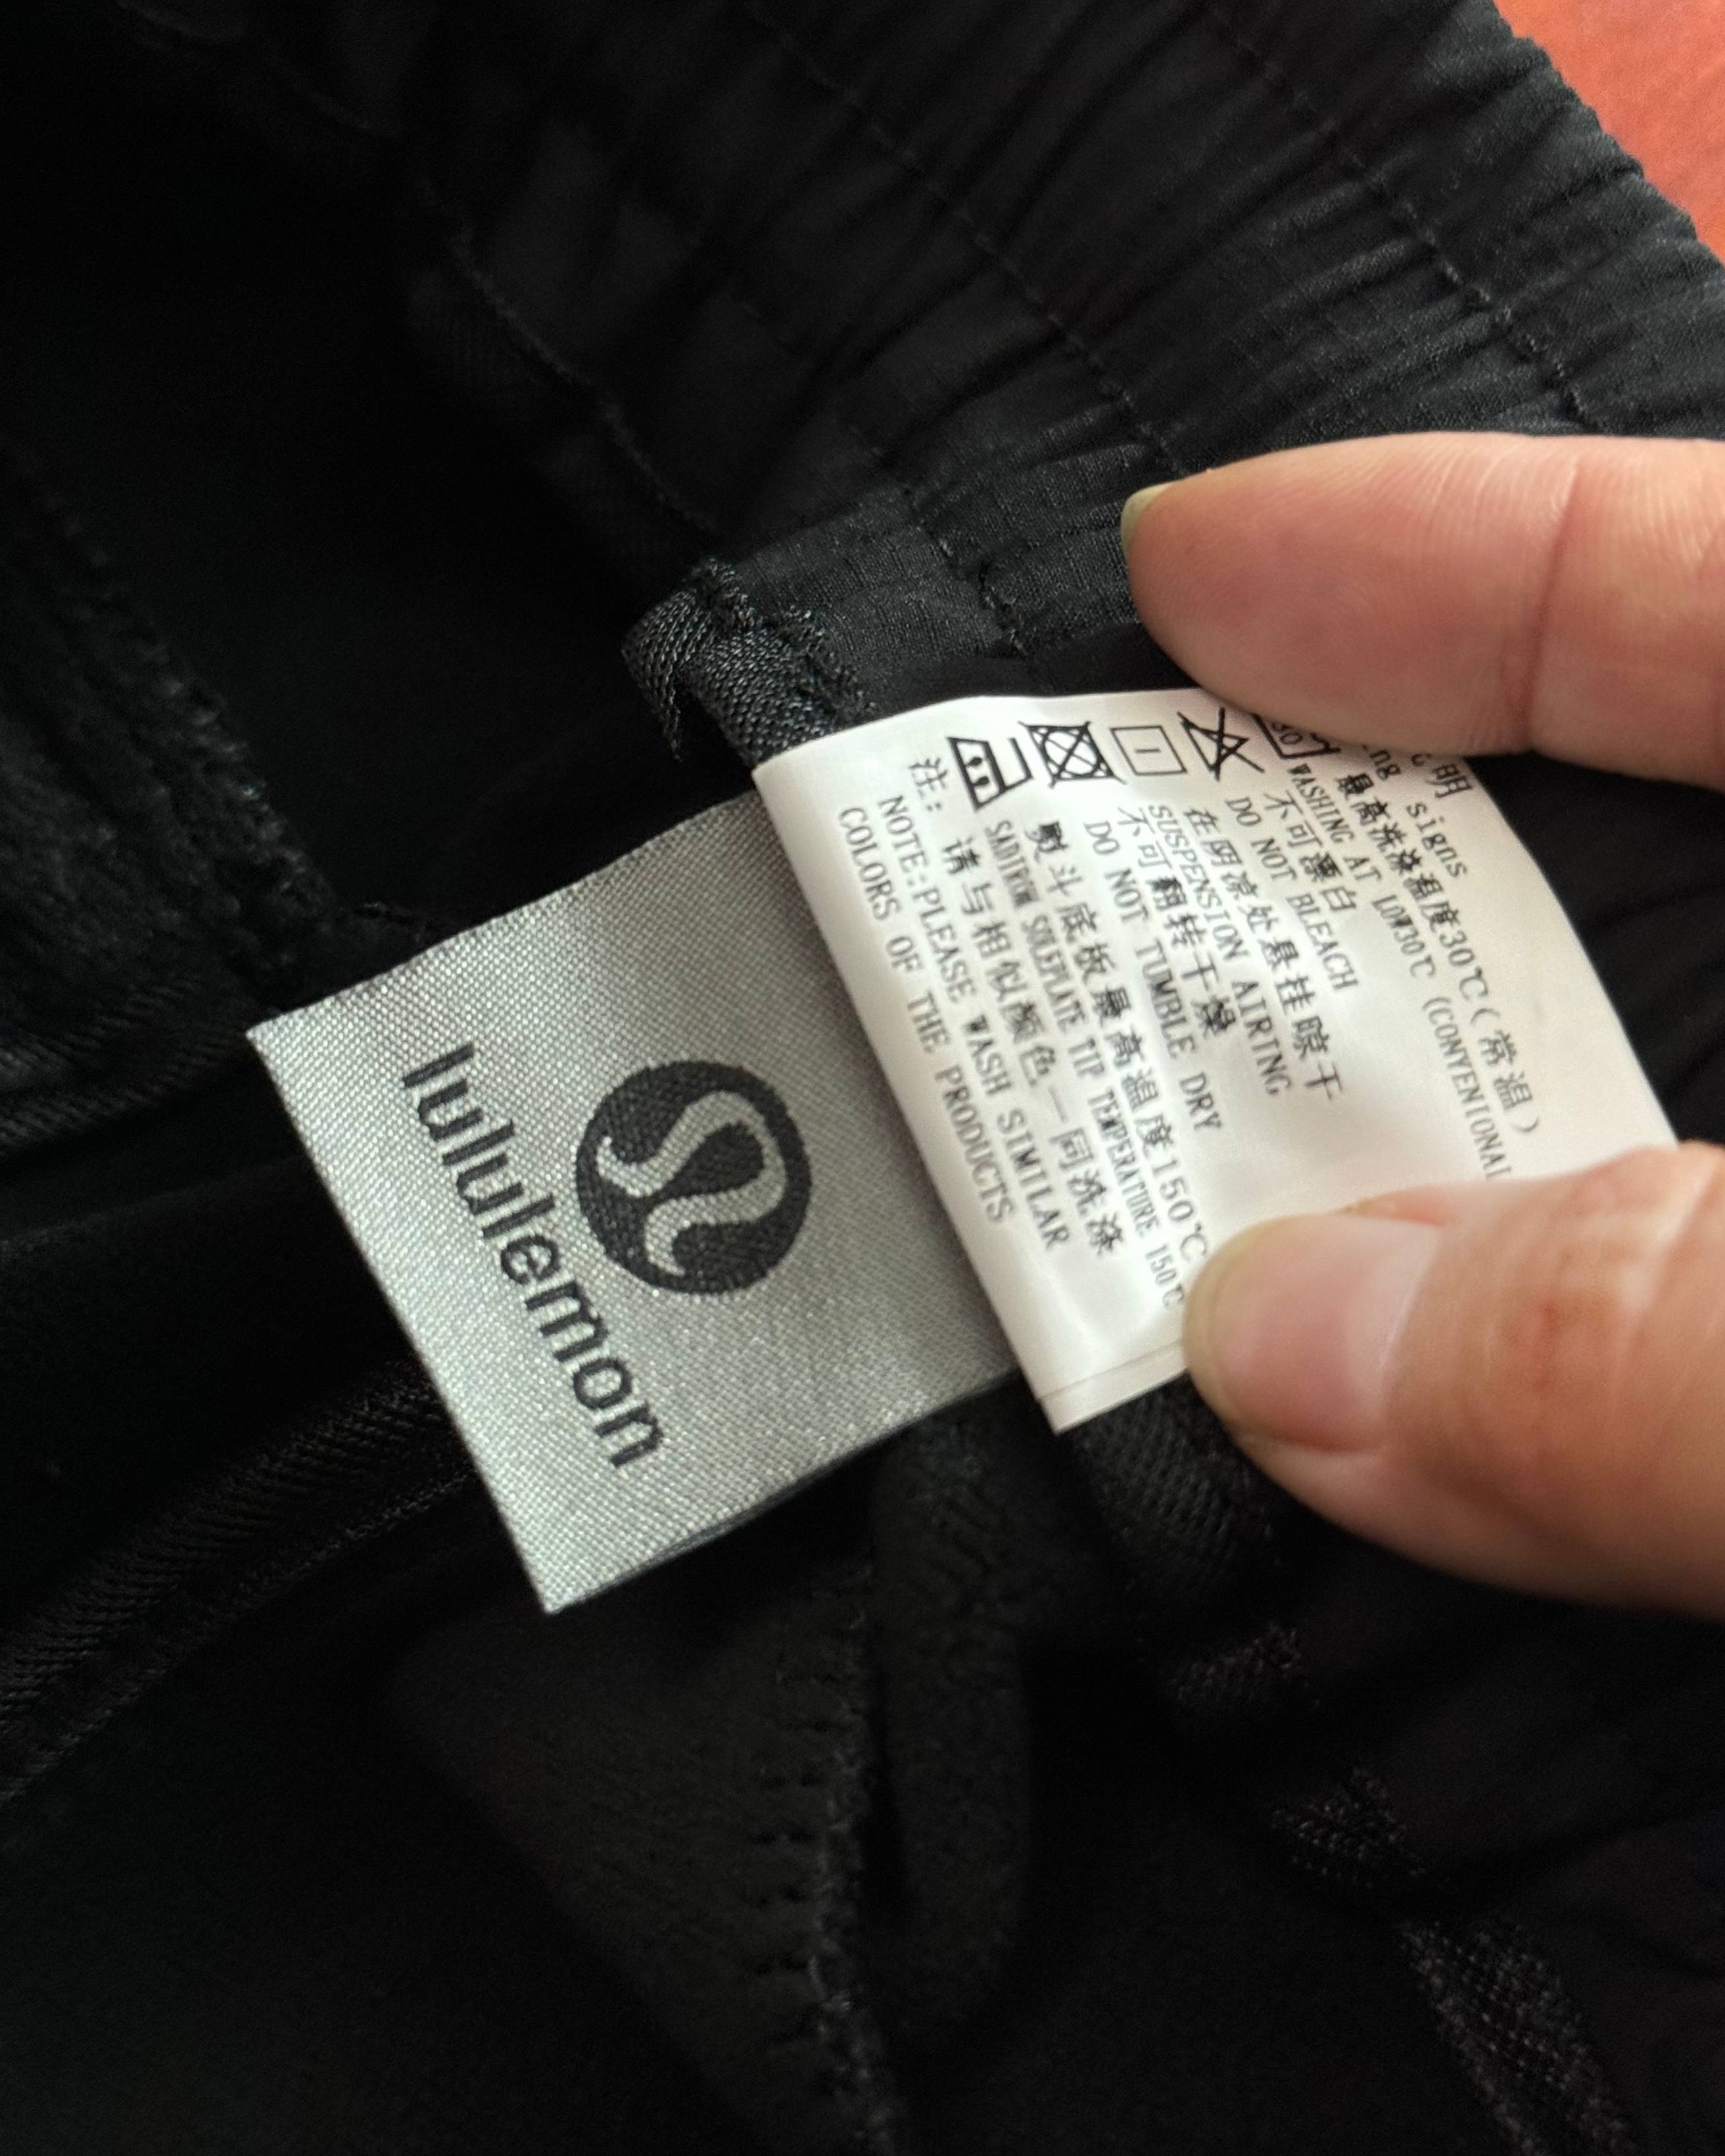 lululemon
明
ng signs
最高洗涤温度30℃(常温)
WASHING AT LOW30℃ (CONVENIONAL
不可漂白
DO NOT BLEACH
在阴凉处悬挂晾干
SUSPENSION AIRING
不可翻转干燥
DO NOT TUMBLE DRY
熨斗底板最高温度150℃
SADIRON SOLEPLATE TIP TEMPERATURE 150℃
注: 请与相似颜色一同洗涤
NOTE:PLEASE WASH SIMILAR
COLORS OF THE PRODUCTS